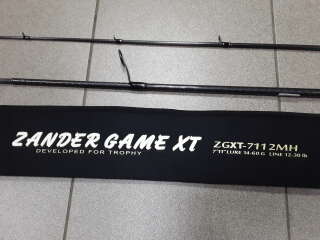 ZANDER GAME XT
DEVELOPED FOR TROPHY
ZGXT-7112MH
7'11" LURE 14-60 G LINE 12-30 lb